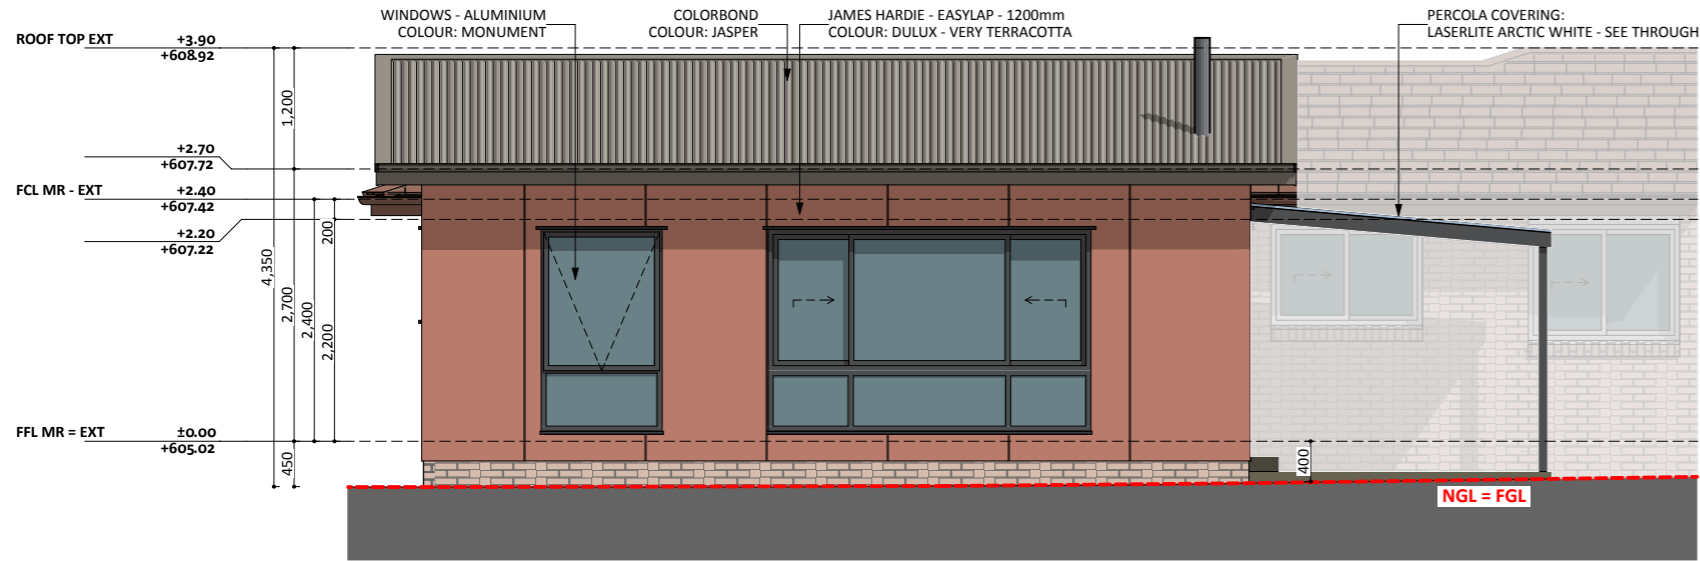 WINDOWS - ALUMINIUM
COLOUR: MONUMENT
COLORBOND
COLOUR: JASPER
JAMES HARDIE - EASYLAP - 1200mm
COLOUR: DULUX - VERY TERRACOTTA
PERCOLA COVERING:
LASERLITE ARCTIC WHITE - SEE THROUGH
ROOF TOP EXT
+3.90
+608.92
+2.70
+607.72
FCL MR - EXT
+2.40
+607.42
+2.20
+607.22
FFL MR = EXT
±0.00
+605.02
4,350
1,200
2,700
450
2,400
200
2,200
400
NGL = FGL